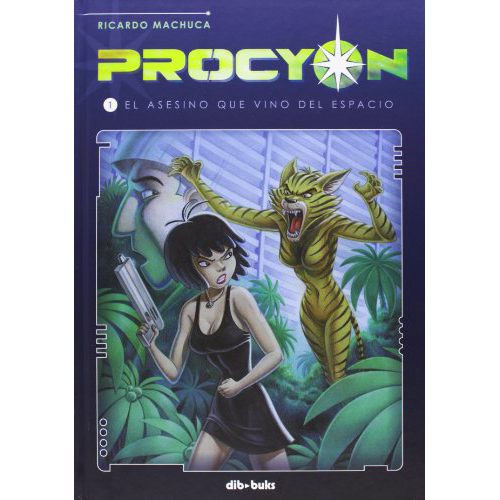 RICARDO MACHUCA
PROCYON
1 EL ASESINO QUE VINO DEL ESPACIO
dib▸buks